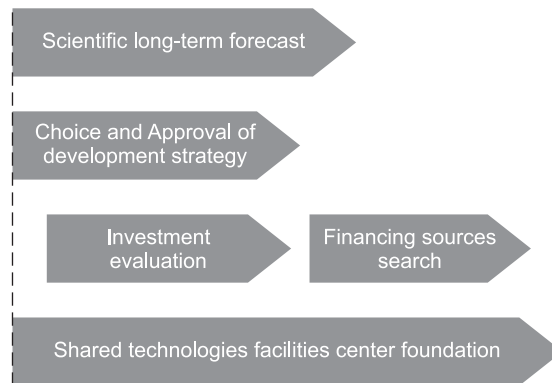 Scientific long-term forecast
Choice and Approval of
development strategy
Investment
evaluation
Financing sources
search
Shared technologies facilities center foundation